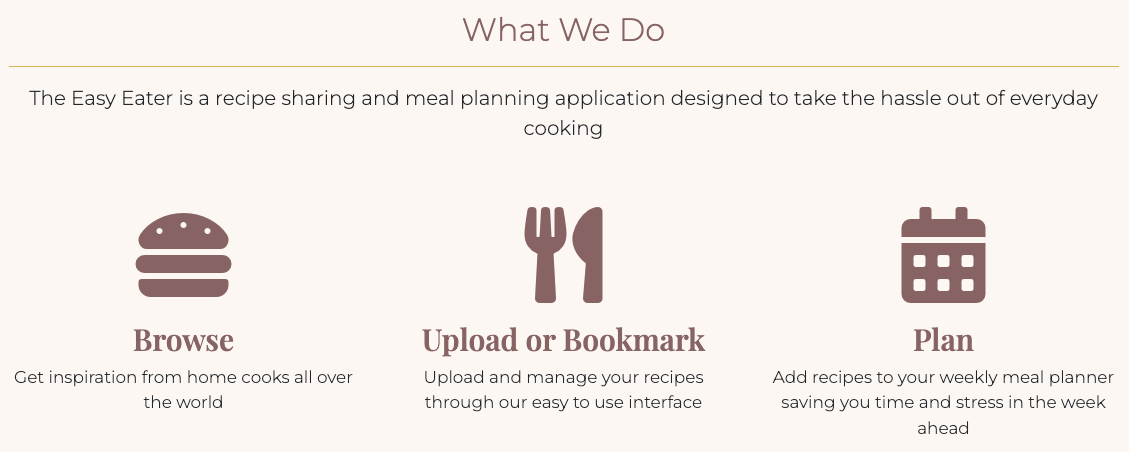 What We Do
The Easy Eater is a recipe sharing and meal planning application designed to take the hassle out of everyday
cooking
Browse
Get inspiration from home cooks all over
the world
Upload or Bookmark
Upload and manage your recipes
through our easy to use interface
Plan
Add recipes to your weekly meal planner
saving you time and stress in the week
ahead